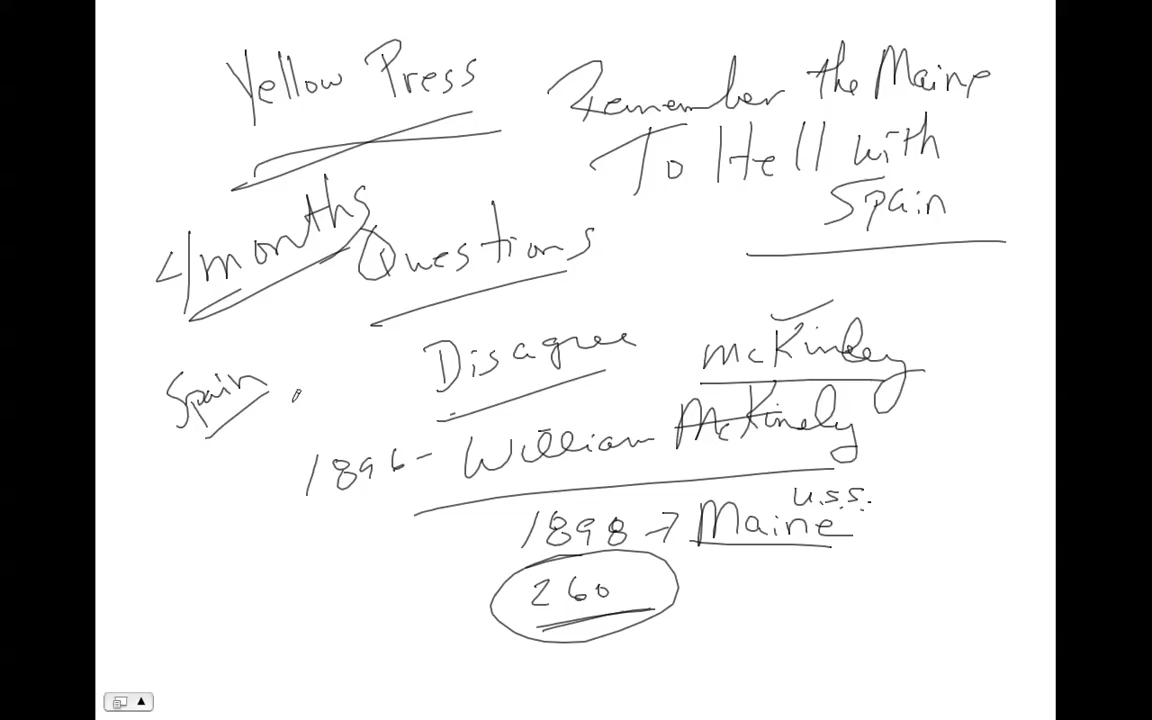 Yellow Press
Remember the Maine
To Hell with
Spain
4 months
Questions
Disagree
McKinley
Spain
1896- William McKinely
U.S.S.
1898 → Maine
260